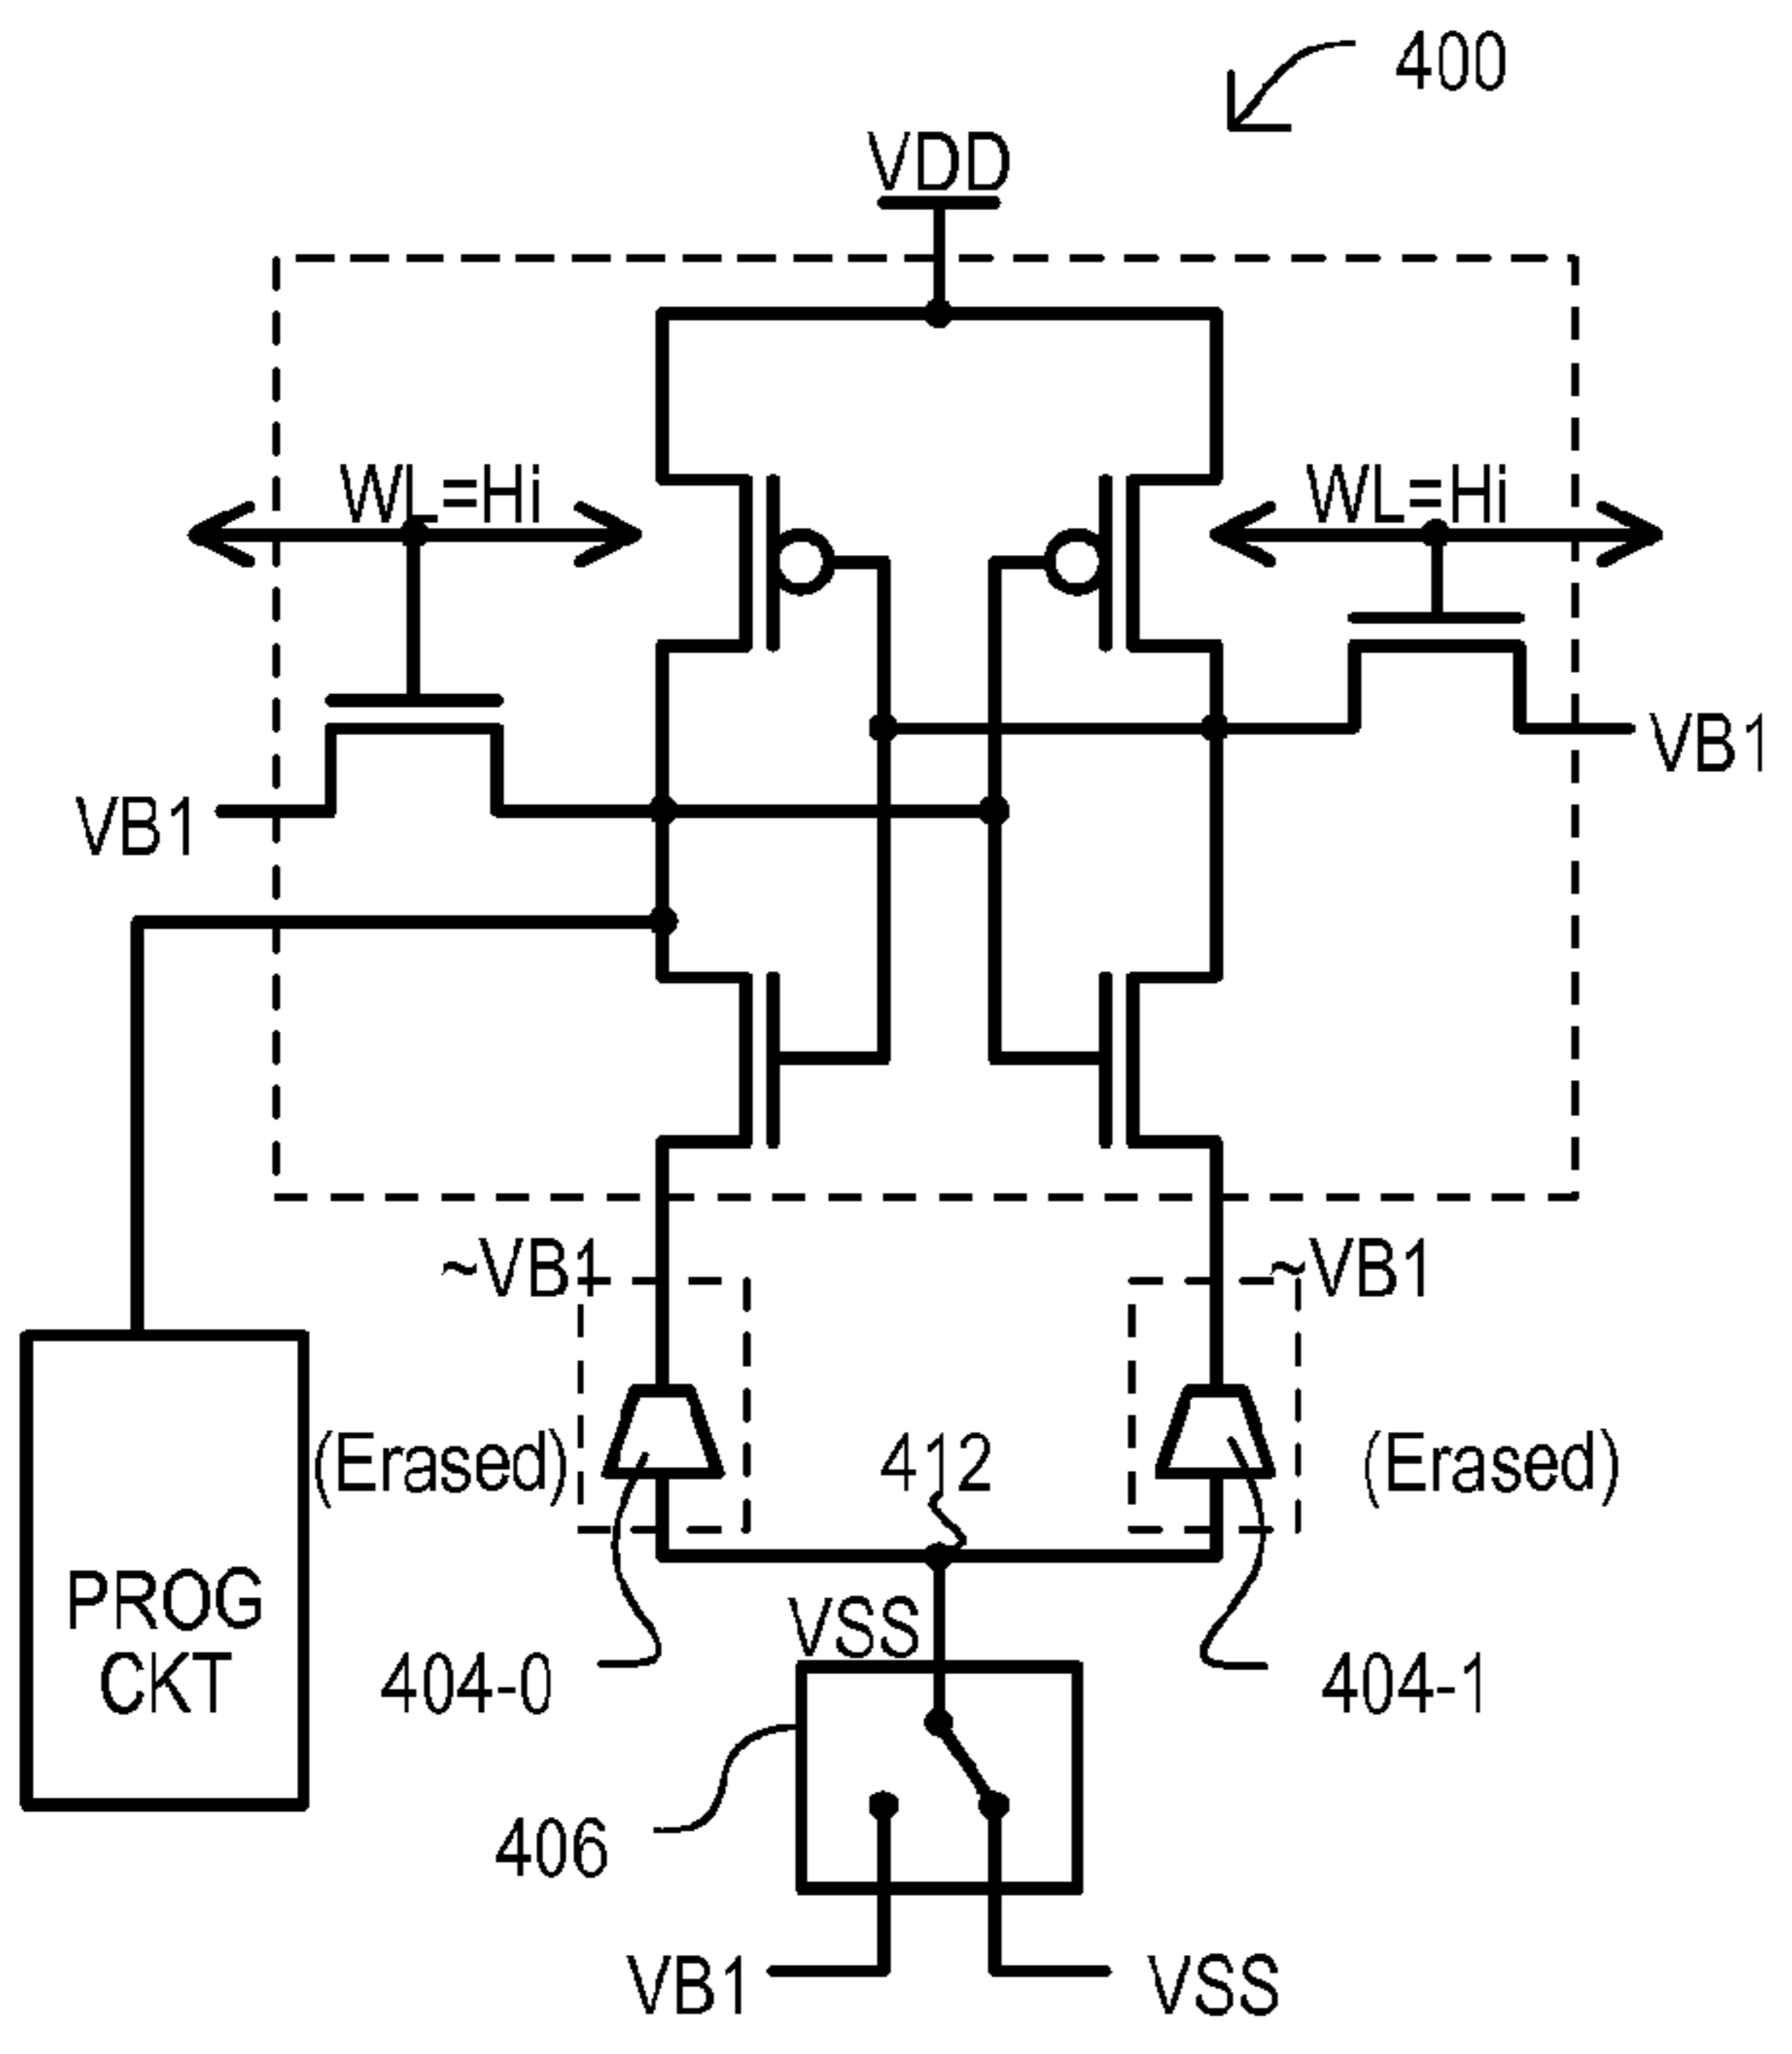 400
VDD
WL=Hi
WL=Hi
VB1
VB1
~VB1
~VB1
(Erased)
412
(Erased)
PROG
CKT
VSS
404-0
404-1
406
VB1
VSS